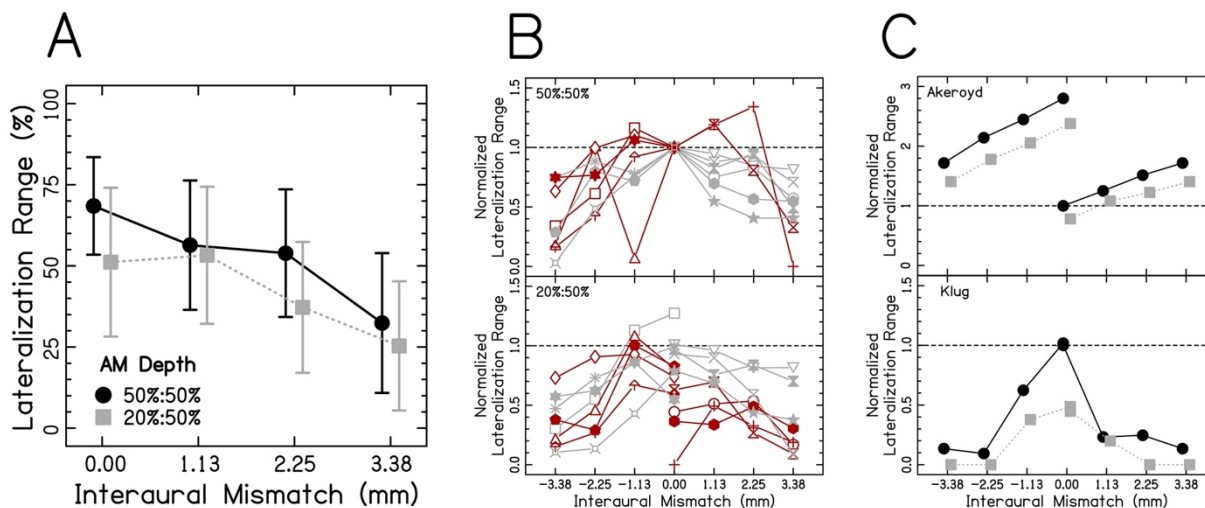 A
Lateralization Range (%)
100
75
50
25
0
AM Depth
50%:50%
20%:50%
0.00 1.13 2.25 3.38
Interaural Mismatch (mm)
B
Normalized
Lateralization Range
1.5
1.0
0.5
0.0
50%:50%
Normalized
Lateralization Range
1.5
1.0
0.5
0.0
20%:50%
−3.38 −2.25 −1.13 0.00 1.13 2.25 3.38
Interaural Mismatch (mm)
C
Normalized
Lateralization Range
3
2
1
0
Akeroyd
Normalized
Lateralization Range
1.5
1.0
0.5
0.0
Klug
−3.38 −2.25 −1.13 0.00 1.13 2.25 3.38
Interaural Mismatch (mm)